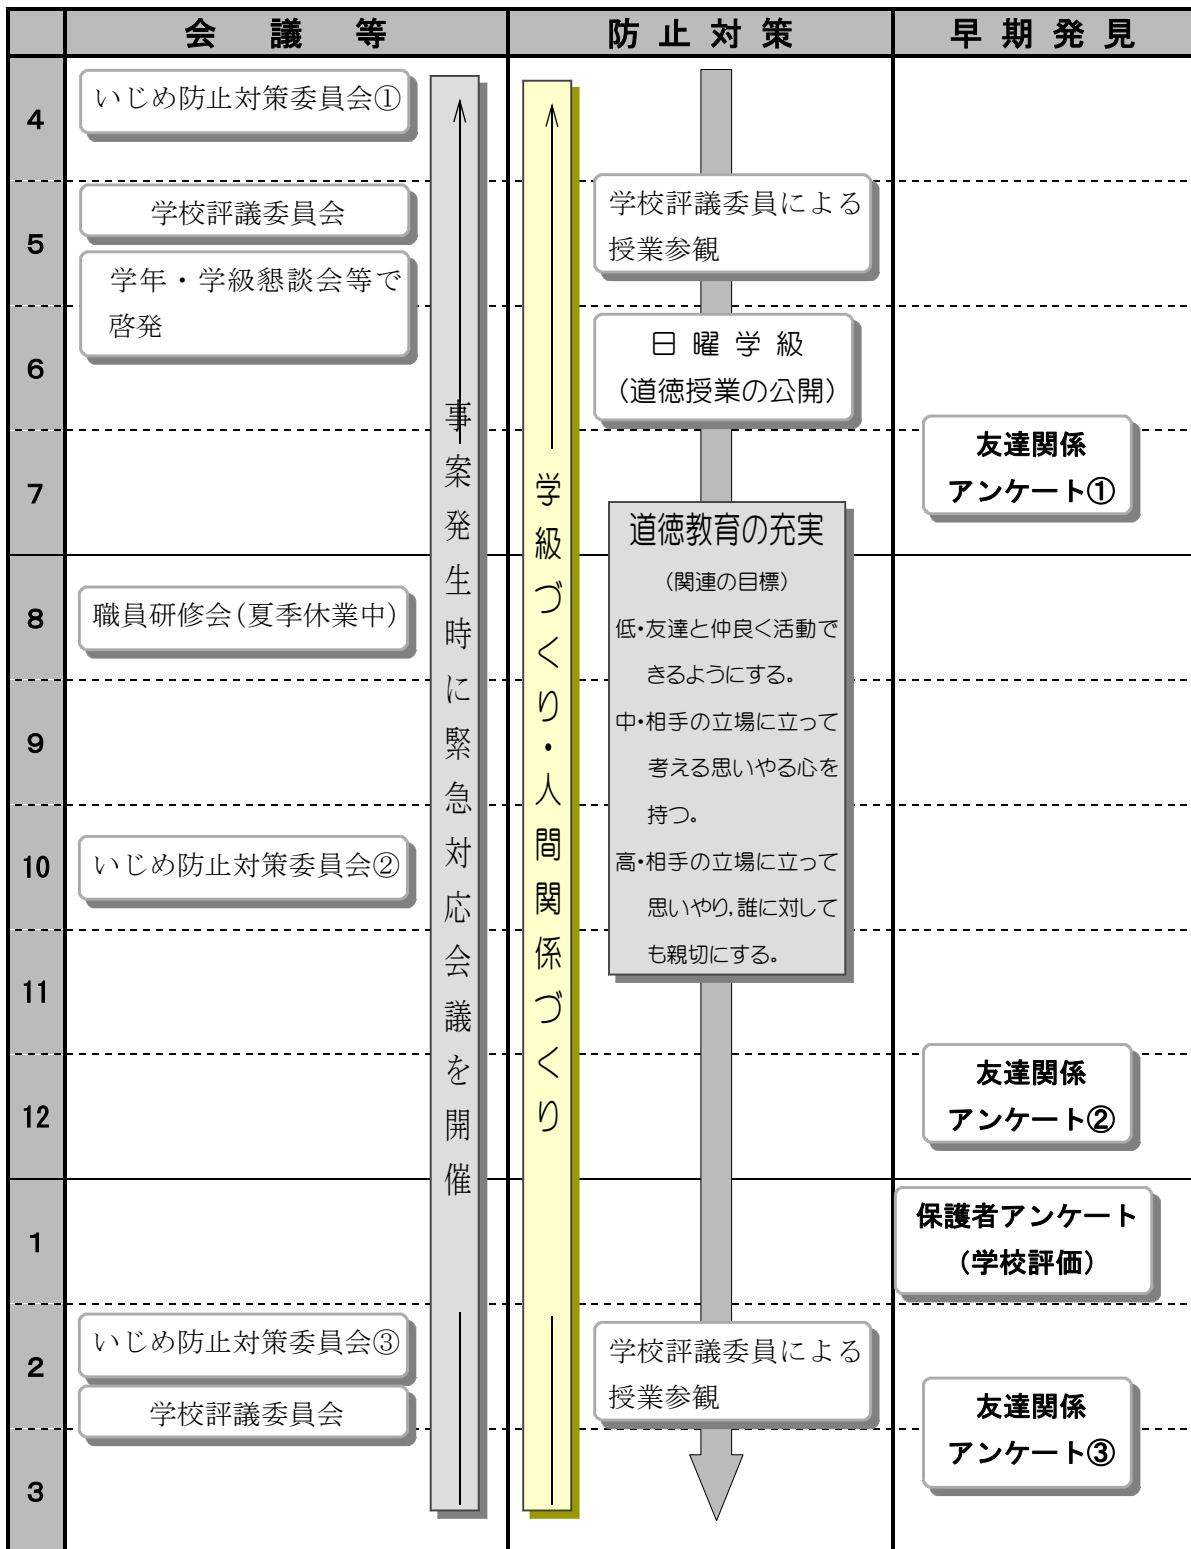 会議等
防止対策
早期発見
4
いじめ防止対策委員会①
5
学校評議委員会
学年・学級懇談会等で
啓発
学校評議委員による
授業参観
6
日曜学級
(道徳授業の公開)
7
友達関係
アンケート①
8
職員研修会(夏季休業中)
9
10
いじめ防止対策委員会②
11
12
友達関係
アンケート②
1
保護者アンケート
(学校評価)
2
いじめ防止対策委員会③
学校評議委員会
学校評議委員による
授業参観
友達関係
アンケート③
3
事案発生時に緊急対応会議を開催
学級づくり・人間関係づくり
道徳教育の充実
(関連の目標)
低・友達と仲良く活動で
きるようにする。
中・相手の立場に立って
考える思いやる心を
持つ。
高・相手の立場に立って
思いやり,誰に対して
も親切にする。